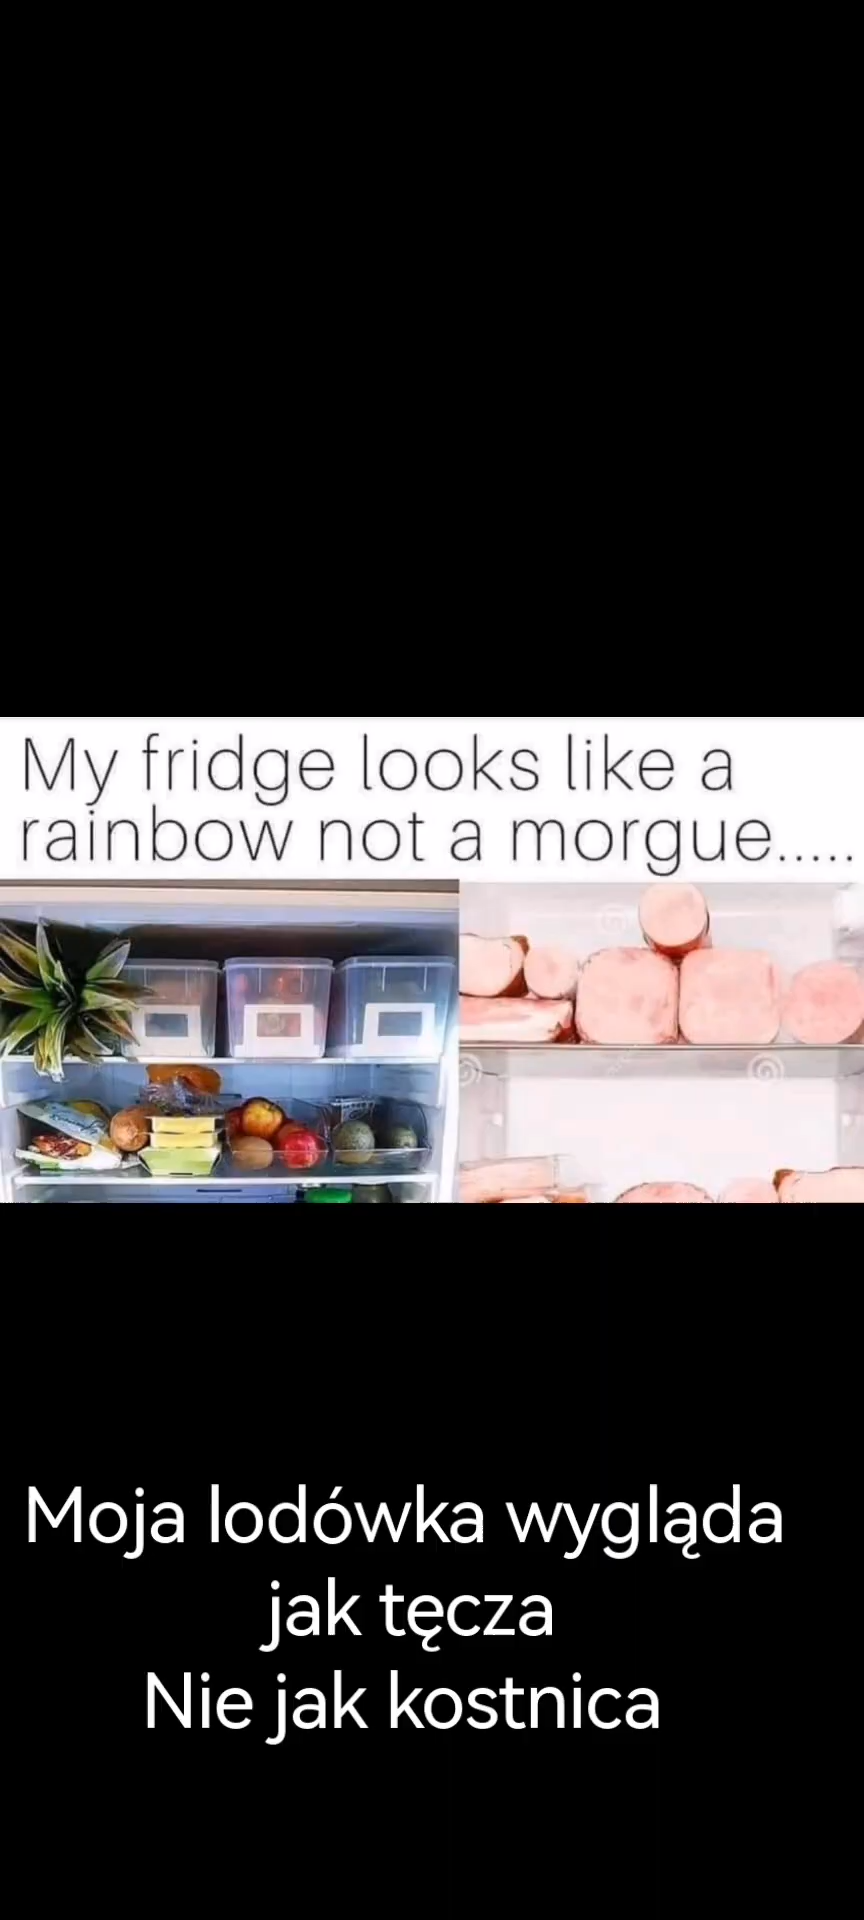 My fridge looks like a
rainbow not a morgue.....
Moja lodówka wygląda
jak tęcza
Nie jak kostnica